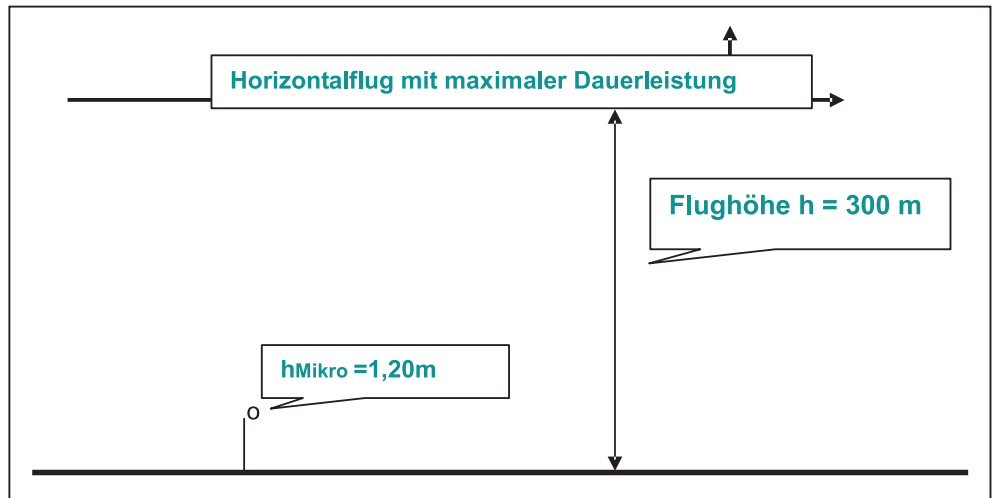 Horizontalflug mit maximaler Dauerleistung
Flughöhe h = 300 m
hMikro =1,20m
o